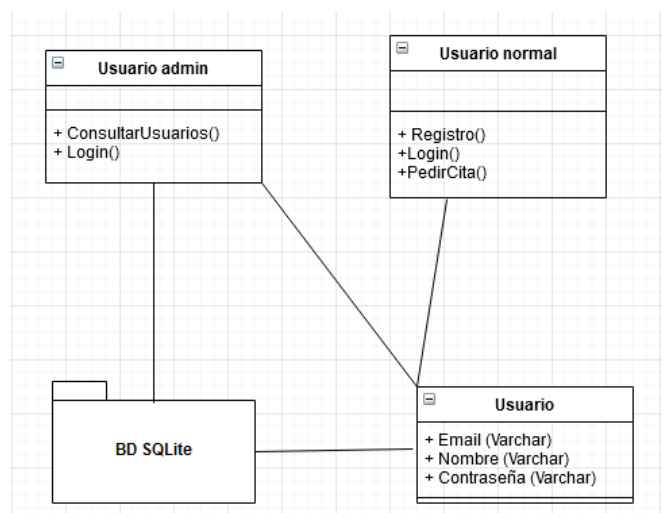 Usuario admin
+ ConsultarUsuarios()
+ Login()
Usuario normal
+ Registro()
+Login()
+PedirCita()
BD SQLite
Usuario
+ Email (Varchar)
+ Nombre (Varchar)
+ Contraseña (Varchar)